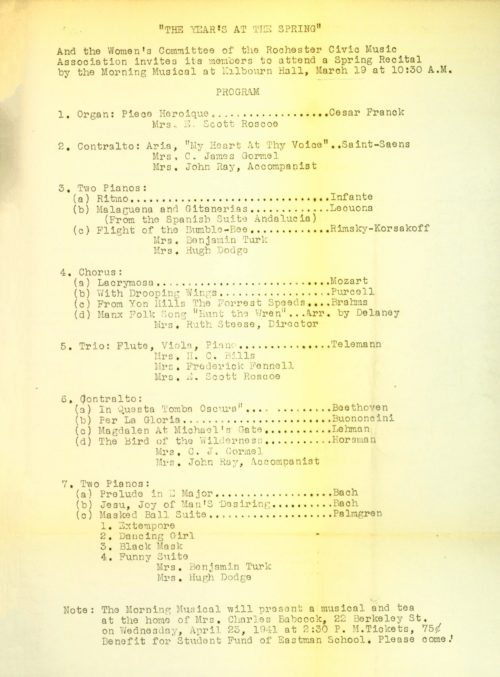 "THE YEAR'S AT THE SPRING"
And the Women's Committee of the Rochester Civic Music
Association invites its members to attend a Spring Recital
by the Morning Musical at Kilbourn Hall, March 19 at 10:30 A.M.
PROGRAM
1. Organ: Piece Heroique..................Cesar Franck
Mrs. E. Scott Roscoe
2. Contralto: Aria, "My Heart At Thy Voice"..Saint-Saens
Mrs. C. James Gormel
Mrs. John Ray, Accompanist
3. Two Pianos:
(a) Ritmo...............................Infante
(b) Malaguena and Gitanerias............Lecuona
(From the Spanish Suite Andalucia)
(c) Flight of the Bumble-Bee............Rimsky-Korsakoff
Mrs. Benjamin Turk
Mrs. Hugh Dodge
4. Chorus:
(a) Lacrymosa...........................Mozart
(b) With Drooping Wings.................Purcell
(c) From Yon Hills The Forrest Speeds...Brahms
(d) Manx Folk Song "Hunt the Wren"...Arr. by Delaney
Mrs. Ruth Steese, Director
5. Trio: Flute, Viola, Piano..............Telemann
Mrs. H. C. Hills
Mrs. Frederick Fennell
Mrs. E. Scott Roscoe
6. Contralto:
(a) In Questa Tomba Oscura".... .........Beethoven
(b) Per La Gloria.......................Buononcini
(c) Magdalen At Michael's Gate..........Lehman
(d) The Bird of the Wilderness..........Horsman
Mrs. C. J. Gormel
Mrs. John Ray, Accompanist
7. Two Pianos:
(a) Prelude in E Major..................Bach
(b) Jesu, Joy of Man'S Desiring.........Bach
(c) Masked Ball Suite...................Palmgren
1. Extempore
2. Dancing Girl
3. Black Mask
4. Funny Suite
Mrs. Benjamin Turk
Mrs. Hugh Dodge
Note: The Morning Musical will present a musical and tea
at the home of Mrs. Charles Babcock, 22 Berkeley St.
on Wednesday, April 23, 1941 at 2:30 P. M.Tickets, 75¢
Benefit for Student Fund of Eastman School. Please come!